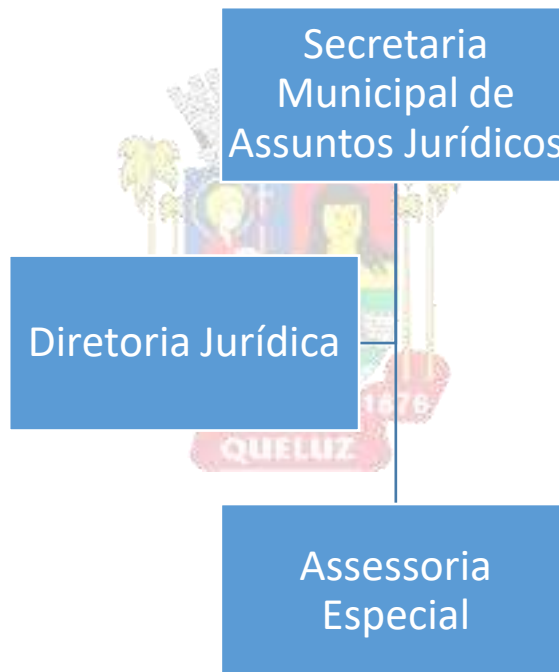 Secretaria
Municipal de
Assuntos Jurídicos
Diretoria Jurídica
1876
QUELUZ
Assessoria
Especial